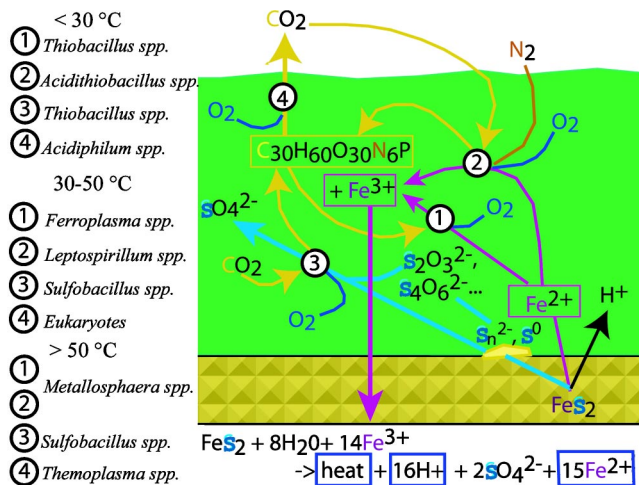 < 30 °C
1 Thiobacillus spp.
2 Acidithiobacillus spp.
3 Thiobacillus spp.
4 Acidiphilum spp.
30-50 °C
1 Ferroplasma spp.
2 Leptospirillum spp.
3 Sulfobacillus spp.
4 Eukaryotes
> 50 °C
1
2 Metallosphaera spp.
3 Sulfobacillus spp.
4 Themoplasma spp.
CO2
N2
4
O2
O2
C30H60O30N6P
2
+ Fe3+
1
O2
SO4 2-
3
CO2
O2
S2O3 2-,
S4O6 2-...
Fe2+
H+
Sn 2-, S0
FeS2
FeS2 + 8H20+ 14Fe3+
-> heat + 16H+ + 2SO4 2- + 15Fe2+